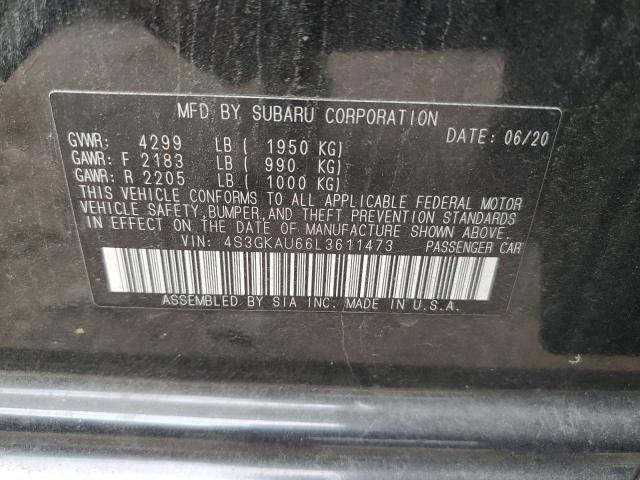 MFD BY SUBARU CORPORATION
DATE: 06/20
GVWR: 4299 LB ( 1950 KG)
GAWR: F 2183 LB ( 990 KG)
GAWR: R 2205 LB ( 1000 KG)
THIS VEHICLE CONFORMS TO ALL APPLICABLE FEDERAL MOTOR
VEHICLE SAFETY, BUMPER, AND THEFT PREVENTION STANDARDS
IN EFFECT ON THE DATE OF MANUFACTURE SHOWN ABOVE.
VIN: 4S3GKAU66L3611473 PASSENGER CAR
ASSEMBLED BY SIA INC. MADE IN U.S.A.